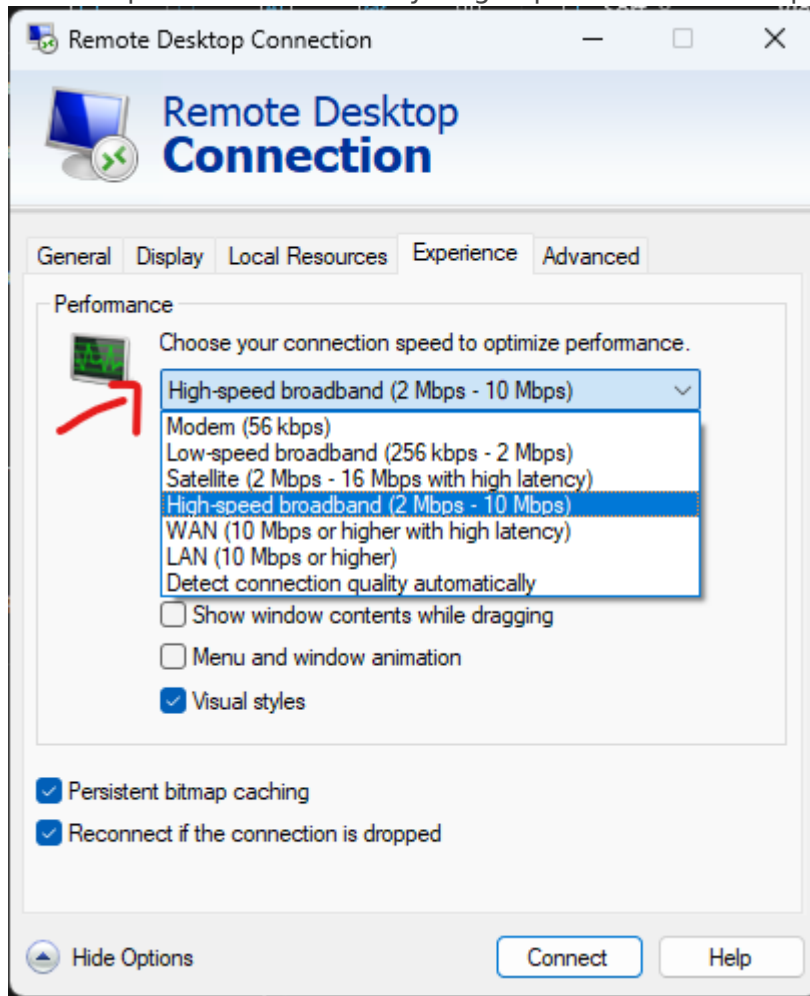 Remote Desktop Connection
Remote Desktop
Connection
General Display Local Resources Experience Advanced
Performance
Choose your connection speed to optimize performance.
High-speed broadband (2 Mbps - 10 Mbps)
Modem (56 kbps)
Low-speed broadband (256 kbps - 2 Mbps)
Satellite (2 Mbps - 16 Mbps with high latency)
High-speed broadband (2 Mbps - 10 Mbps)
WAN (10 Mbps or higher with high latency)
LAN (10 Mbps or higher)
Detect connection quality automatically
Show window contents while dragging
Menu and window animation
Visual styles
Persistent bitmap caching
Reconnect if the connection is dropped
Hide Options Connect Help